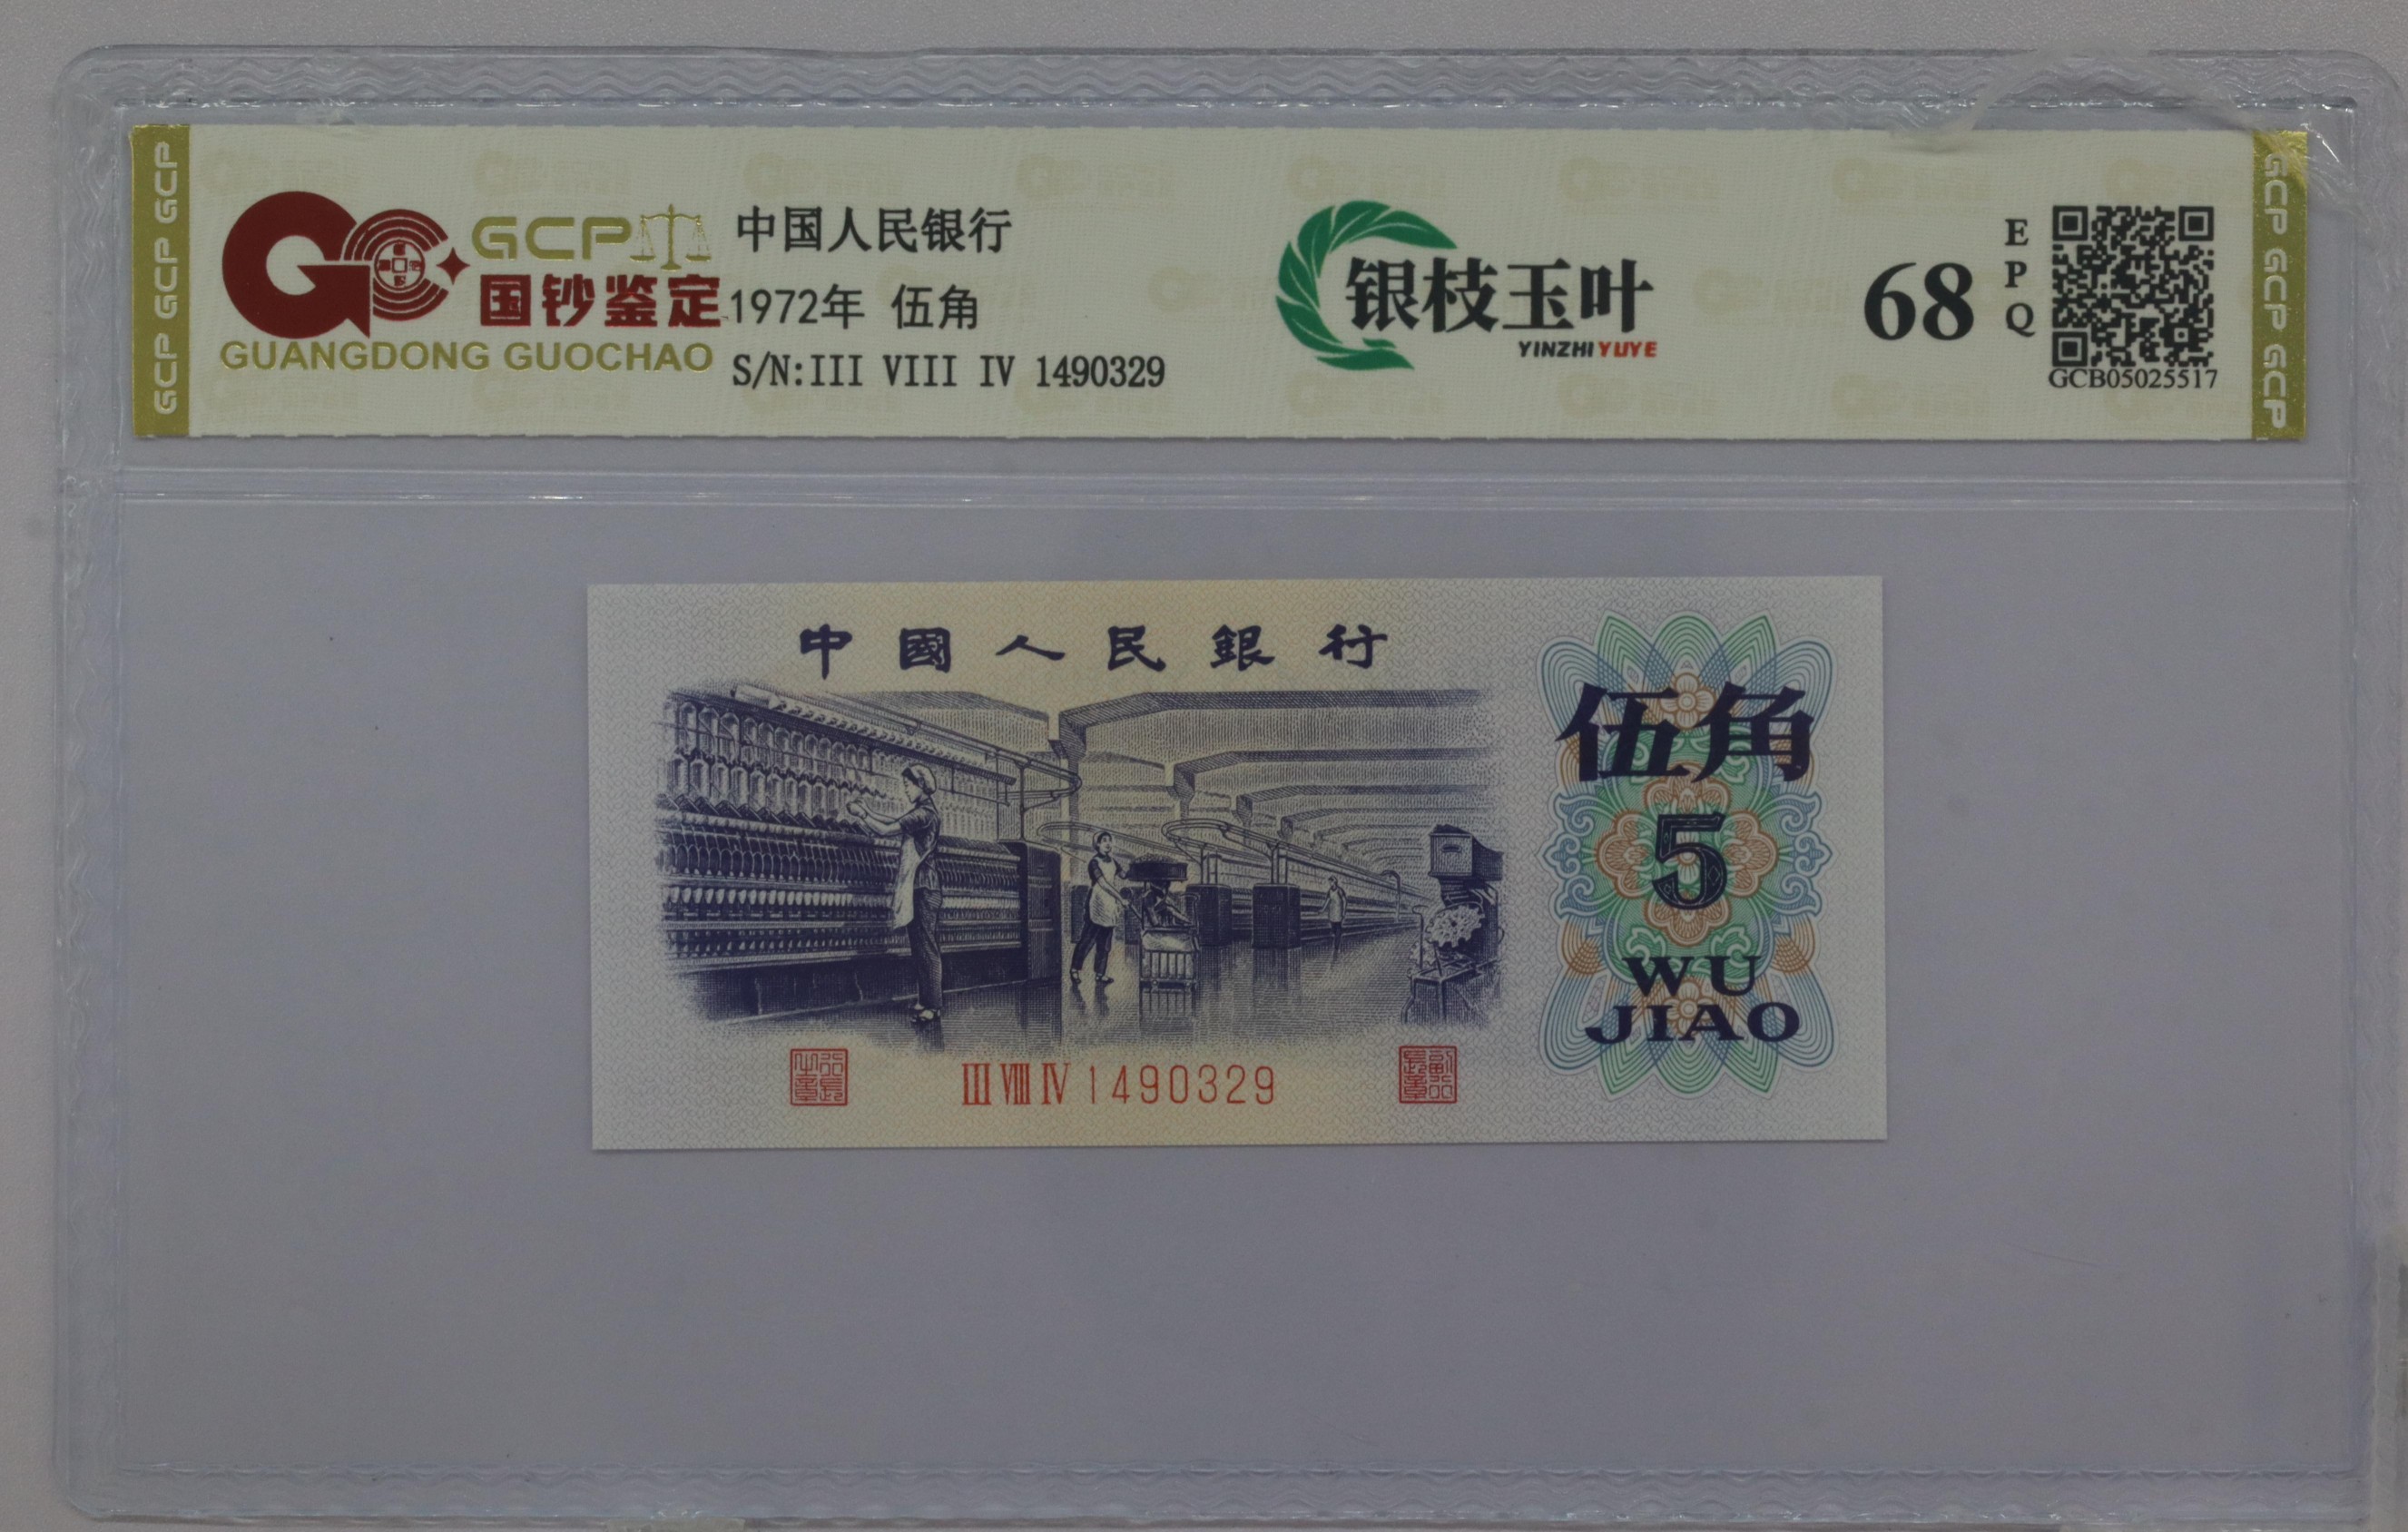 GCP GCP GCP
GCP
国钞鉴定
GUANGDONG GUOCHAO
中国人民银行
1972年 伍角
S/N:III VIII IV 1490329
银枝玉叶
YINZHIYUYE
68
EPQ
GCB05025517
GCP GCP GCP
中國人民銀行
伍角
5
WU
JIAO
III VIII IV 1490329